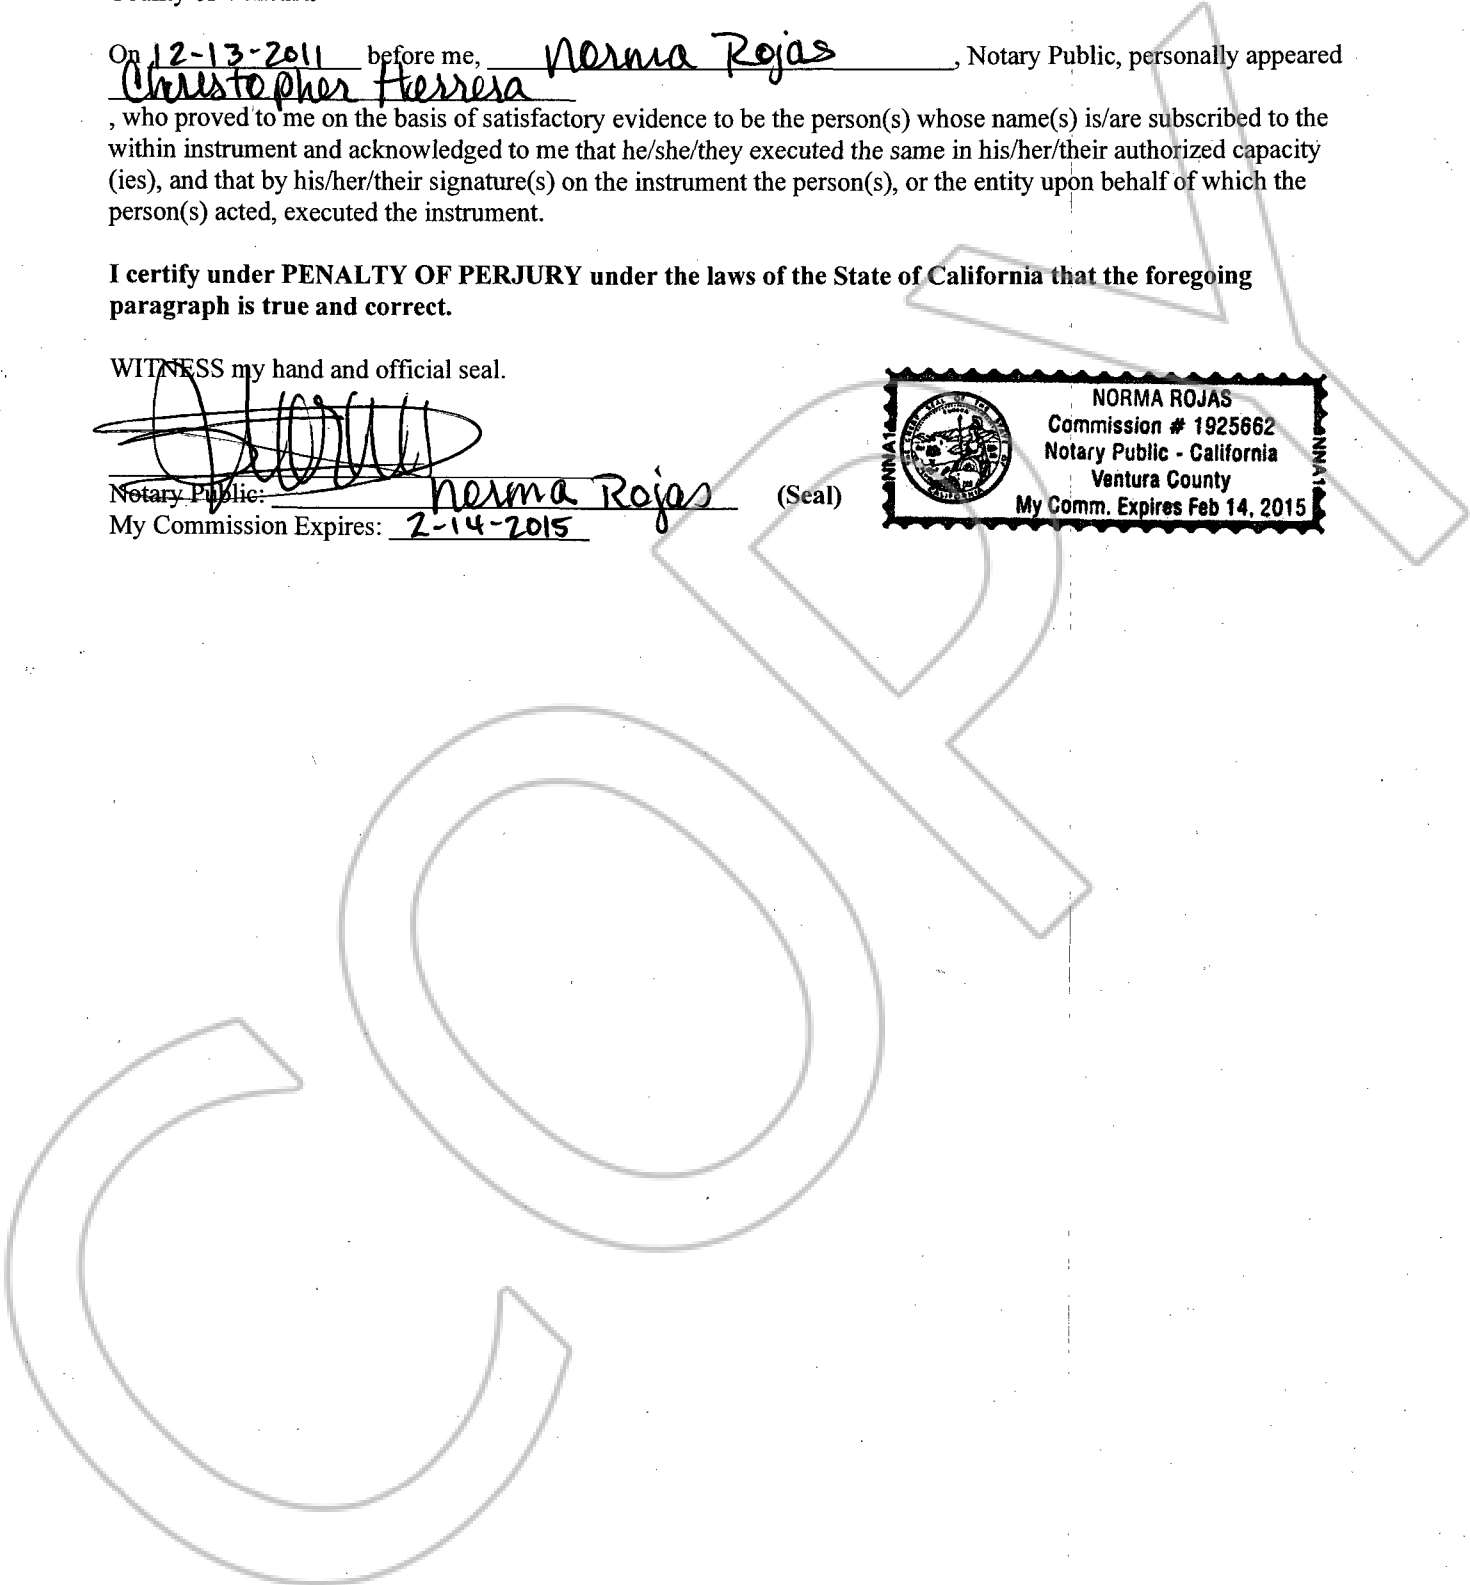 On 12-13-2011 before me, Norma Rojas, Notary Public, personally appeared
Christopher Herrera
, who proved to me on the basis of satisfactory evidence to be the person(s) whose name(s) is/are subscribed to the
within instrument and acknowledged to me that he/she/they executed the same in his/her/their authorized capacity
(ies), and that by his/her/their signature(s) on the instrument the person(s), or the entity upon behalf of which the
person(s) acted, executed the instrument.
I certify under PENALTY OF PERJURY under the laws of the State of California that the foregoing
paragraph is true and correct.
WITNESS my hand and official seal.
Notary Public: Norma Rojas (Seal)
My Commission Expires: 2-14-2015
NNA1
NORMA ROJAS
Commission # 1925662
Notary Public - California
Ventura County
My Comm. Expires Feb 14, 2015
NNA1
COPY